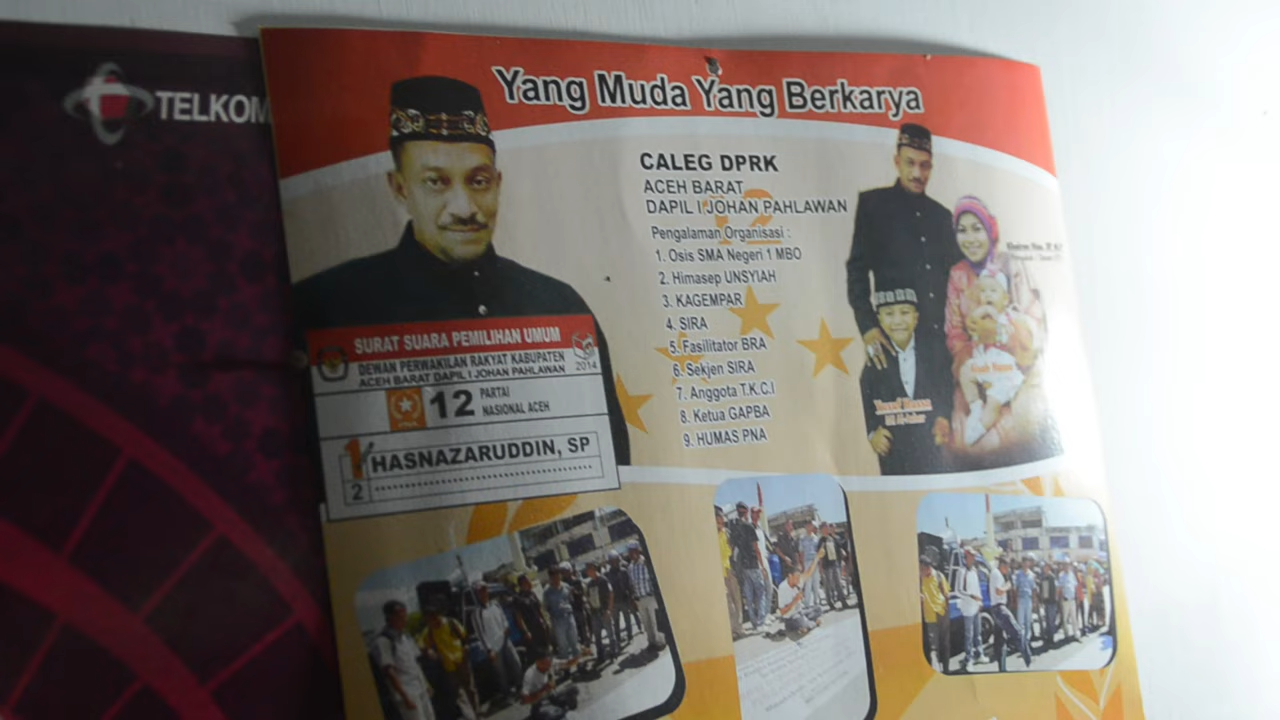 TELKOM
Yang Muda Yang Berkarya
CALEG DPRK
ACEH BARAT
DAPIL I JOHAN PAHLAWAN
12
Pengalaman Organisasi :
1. Osis SMA Negeri 1 MBO
2. Himasep UNSYIAH
3. KAGEMPAR
4. SIRA
5. Fasilitator BRA
6. Sekjen SIRA
7. Anggota T.K.C.I
8. Ketua GAPBA
9. HUMAS PNA
SURAT SUARA PEMILIHAN UMUM
DEWAN PERWAKILAN RAKYAT KABUPATEN
ACEH BARAT DAPIL I JOHAN PAHLAWAN
2014
12 PARTAI
NASIONAL ACEH
1 HASNAZARUDDIN, SP
2